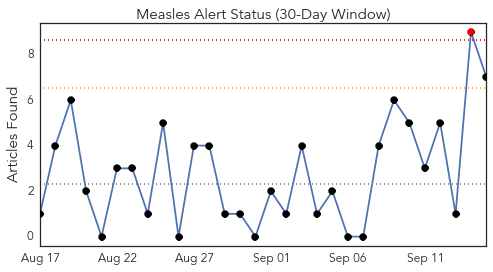 Measles Alert Status (30-Day Window)
Articles Found
8
6
4
2
0
Aug 17 Aug 22 Aug 27 Sep 01 Sep 06 Sep 11